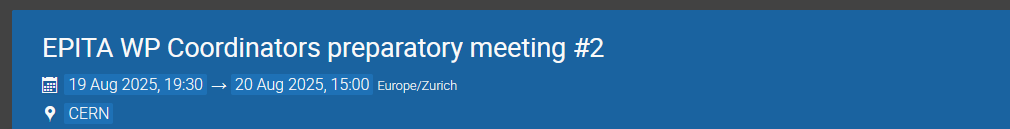 EPITA WP Coordinators preparatory meeting #2
19 Aug 2025, 19:30 → 20 Aug 2025, 15:00 Europe/Zurich
CERN